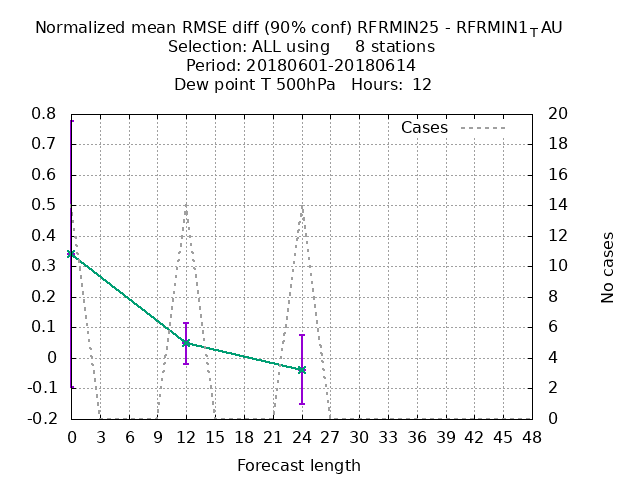 Normalized mean RMSE diff (90% conf) RFRMIN25 - RFRMIN1TAU
Selection: ALL using     8 stations
Period: 20180601-20180614
Dew point T 500hPa   Hours: 12
Cases
0.8
0.7
0.6
0.5
0.4
0.3
0.2
0.1
0
-0.1
-0.2
20
18
16
14
12
10
8
6
4
2
0
No cases
0 3 6 9 12 15 18 21 24 27 30 33 36 39 42 45 48
Forecast length